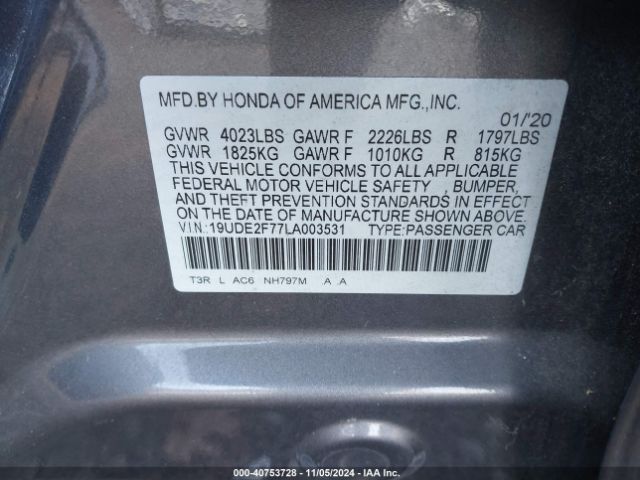 MFD.BY HONDA OF AMERICA MFG.,INC.
01/'20
GVWR 4023LBS GAWR F 2226LBS R 1797LBS
GVWR 1825KG GAWR F 1010KG R 815KG
THIS VEHICLE CONFORMS TO ALL APPLICABLE
FEDERAL MOTOR VEHICLE SAFETY , BUMPER,
AND THEFT PREVENTION
STANDARDS IN EFFECT
ON THE DATE OF MANUFACTURE SHOWN ABOVE.
V.I.N.:19UDE2F77LA003531 TYPE:PASSENGER CAR
T3R L AC6 NH797M .A .A
000-40753728 - 11/05/2024 - IAA Inc.